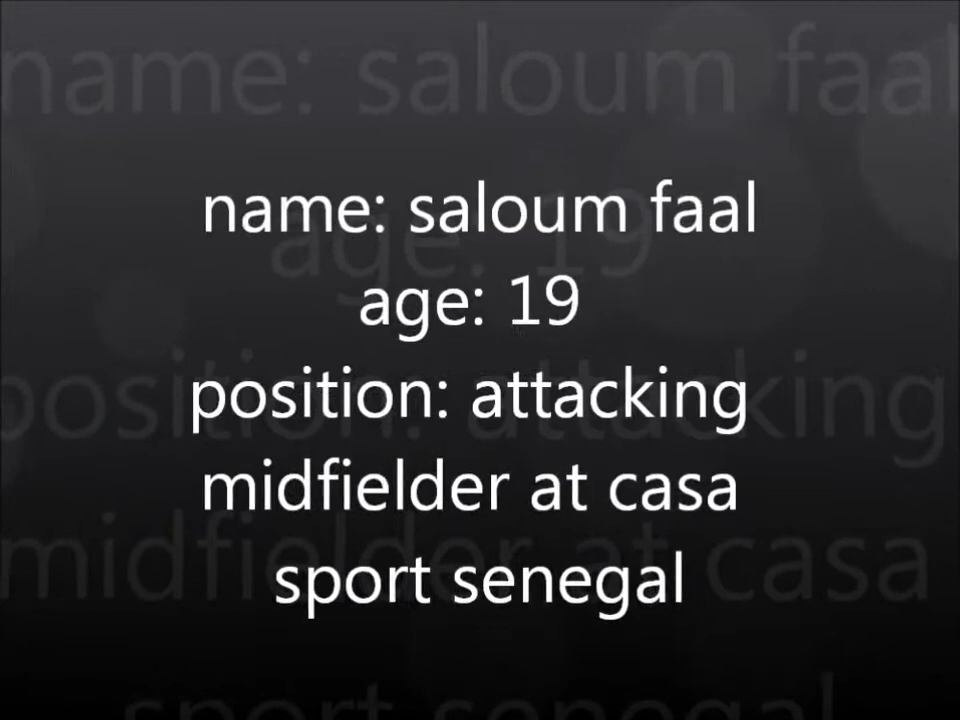 name: saloum faal
age: 19
position: attacking
midfielder at casa
sport senegal